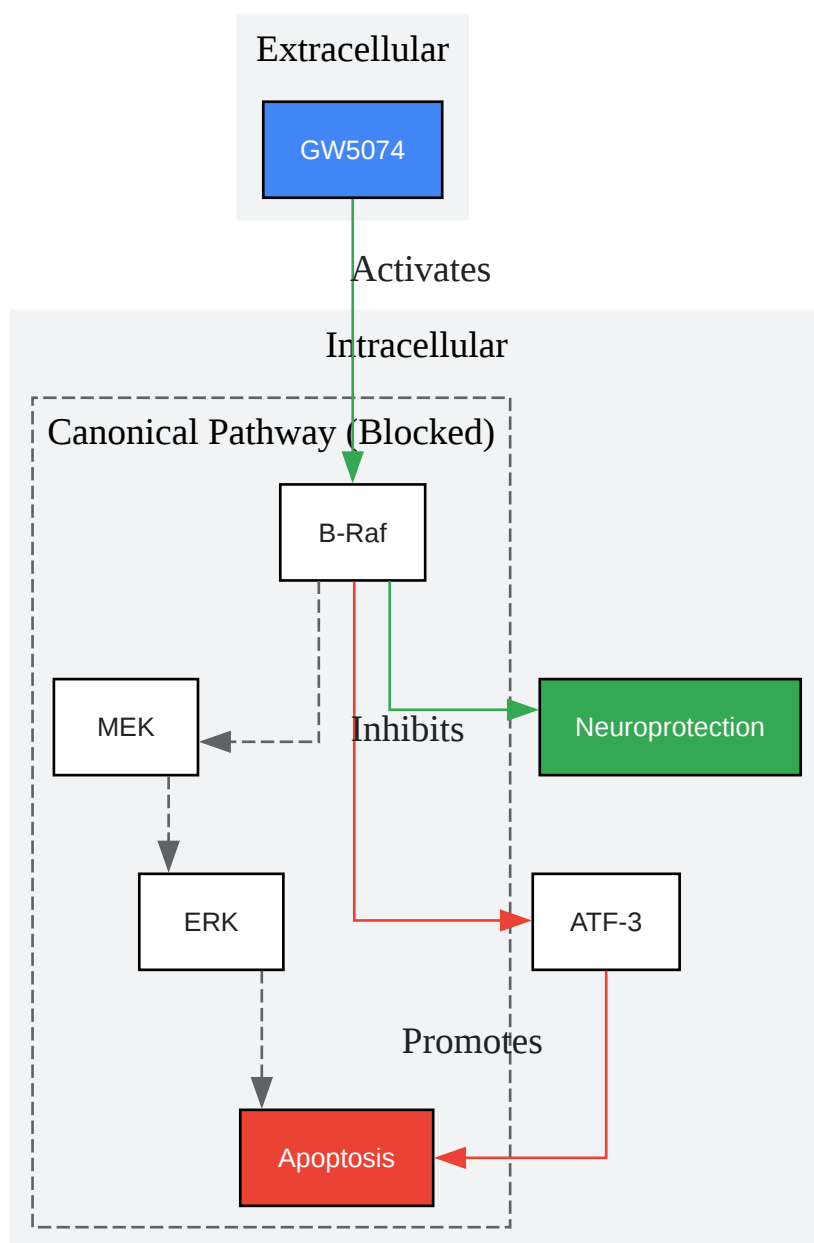 Extracellular
GW5074
Activates
Intracellular
Canonical Pathway (Blocked)
B-Raf
MEK
Inhibits
Neuroprotection
ERK
ATF-3
Promotes
Apoptosis